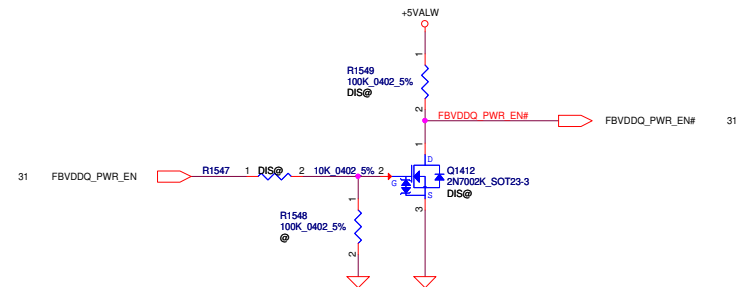 +5VALW
1
R1549
100K_0402_5%
DIS@
2
FBVDDQ_PWR_EN#
FBVDDQ_PWR_EN# 31
1
D
Q1412
2N7002K_SOT23-3
DIS@
G
S
3
31 FBVDDQ_PWR_EN
R1547 1 DIS@ 2 10K_0402_5% 2
1
R1548
100K_0402_5%
@
2